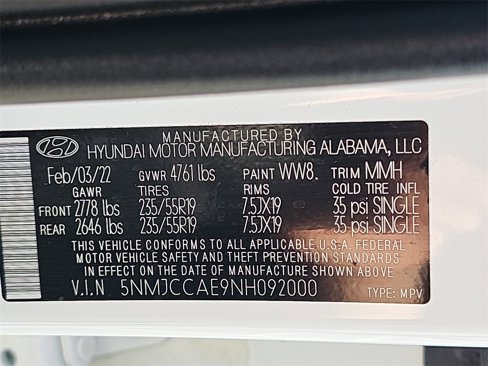 MANUFACTURED BY
HYUNDAI MOTOR MANUFACTURING ALABAMA, LLC
Feb/03/22 GVWR 4761 lbs PAINT WW8. TRIM MMH
GAWR TIRES RIMS COLD TIRE INFL
FRONT 2778 lbs 235/55R19 7.5JX19 35 psi SINGLE
REAR 2646 lbs 235/55R19 7.5JX19 35 psi SINGLE
THIS VEHICLE CONFORMS TO ALL APPLICABLE U.S.A. FEDERAL
MOTOR VEHICLE SAFETY AND THEFT PREVENTION STANDARDS
IN EFFECT ON THE DATE OF MANUFACTURE SHOWN ABOVE
V.I.N 5NMJCCAE9NH092000 TYPE: MPV